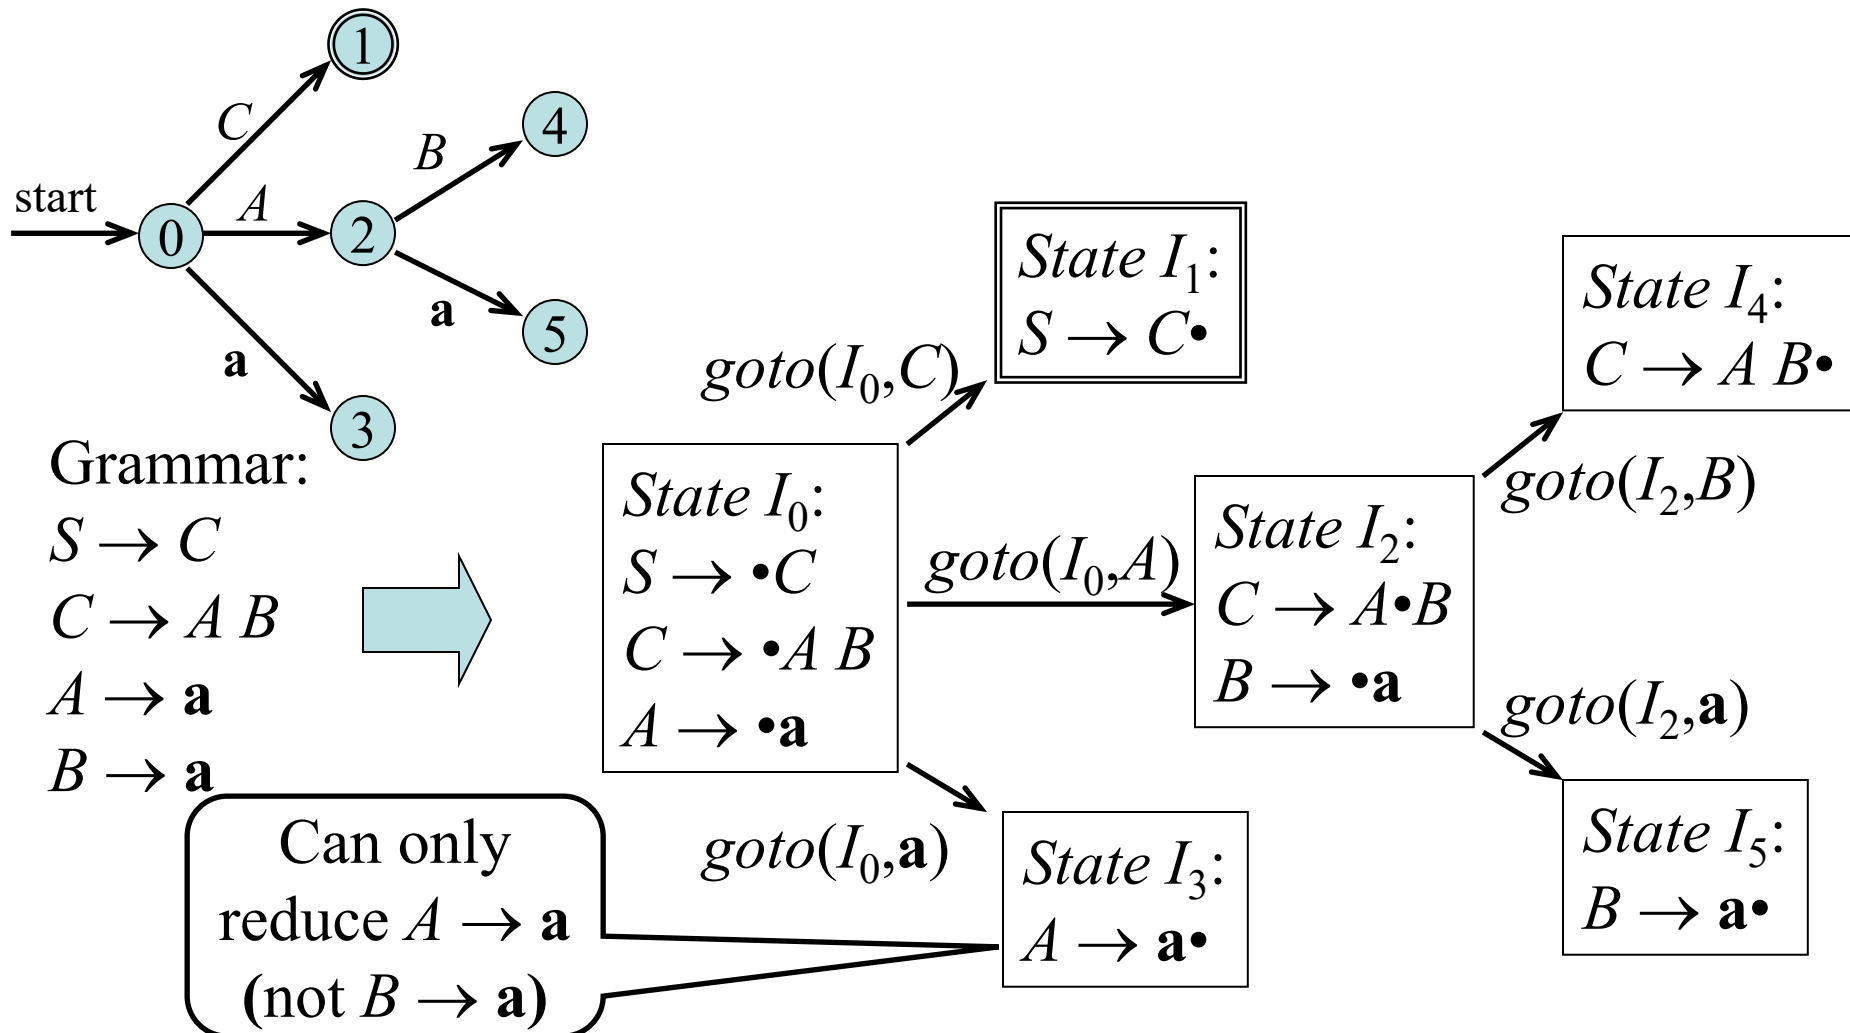 1
C
4
B
start
A
0
2
a
5
a
3
Grammar:
S → C
C → A B
A → a
B → a
Can only
reduce A → a
(not B → a)
State I₀:
S → •C
C → •A B
A → •a
goto(I₀,C)
State I₁:
S → C•
goto(I₀,A)
State I₂:
C → A•B
B → •a
goto(I₀,a)
State I₃:
A → a•
goto(I₂,B)
State I₄:
C → A B•
goto(I₂,a)
State I₅:
B → a•